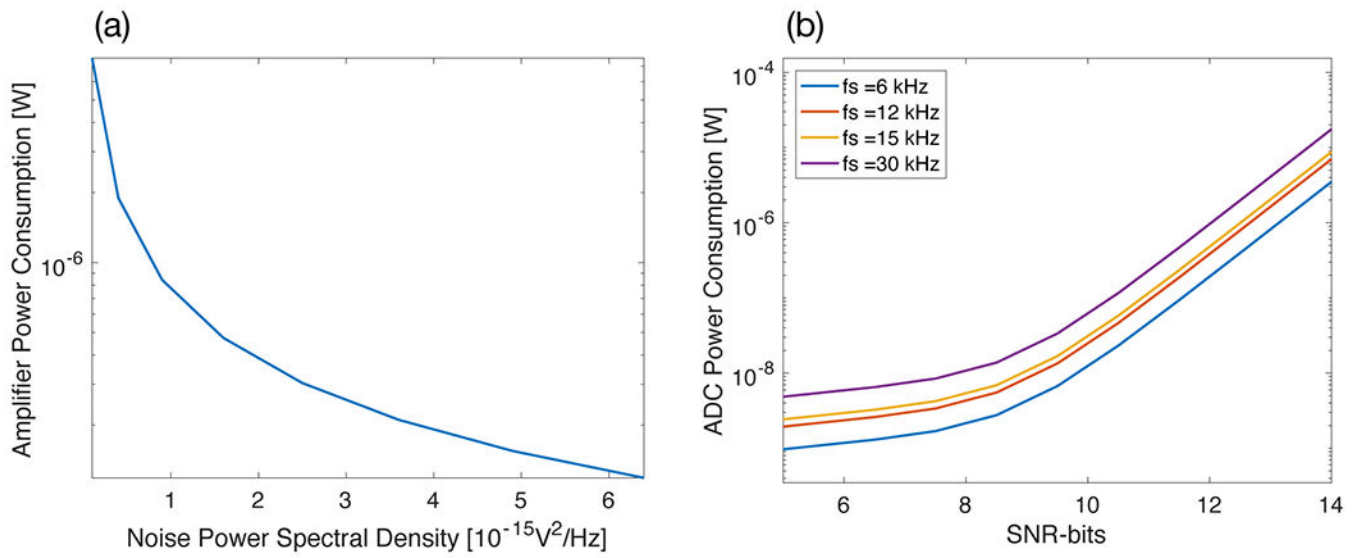 (a)
Amplifier Power Consumption [W]
10⁻⁶
1 2 3 4 5 6
Noise Power Spectral Density [10⁻¹⁵V²/Hz]
(b)
ADC Power Consumption [W]
10⁻⁴
10⁻⁶
10⁻⁸
fs =6 kHz
fs =12 kHz
fs =15 kHz
fs =30 kHz
6 8 10 12 14
SNR-bits